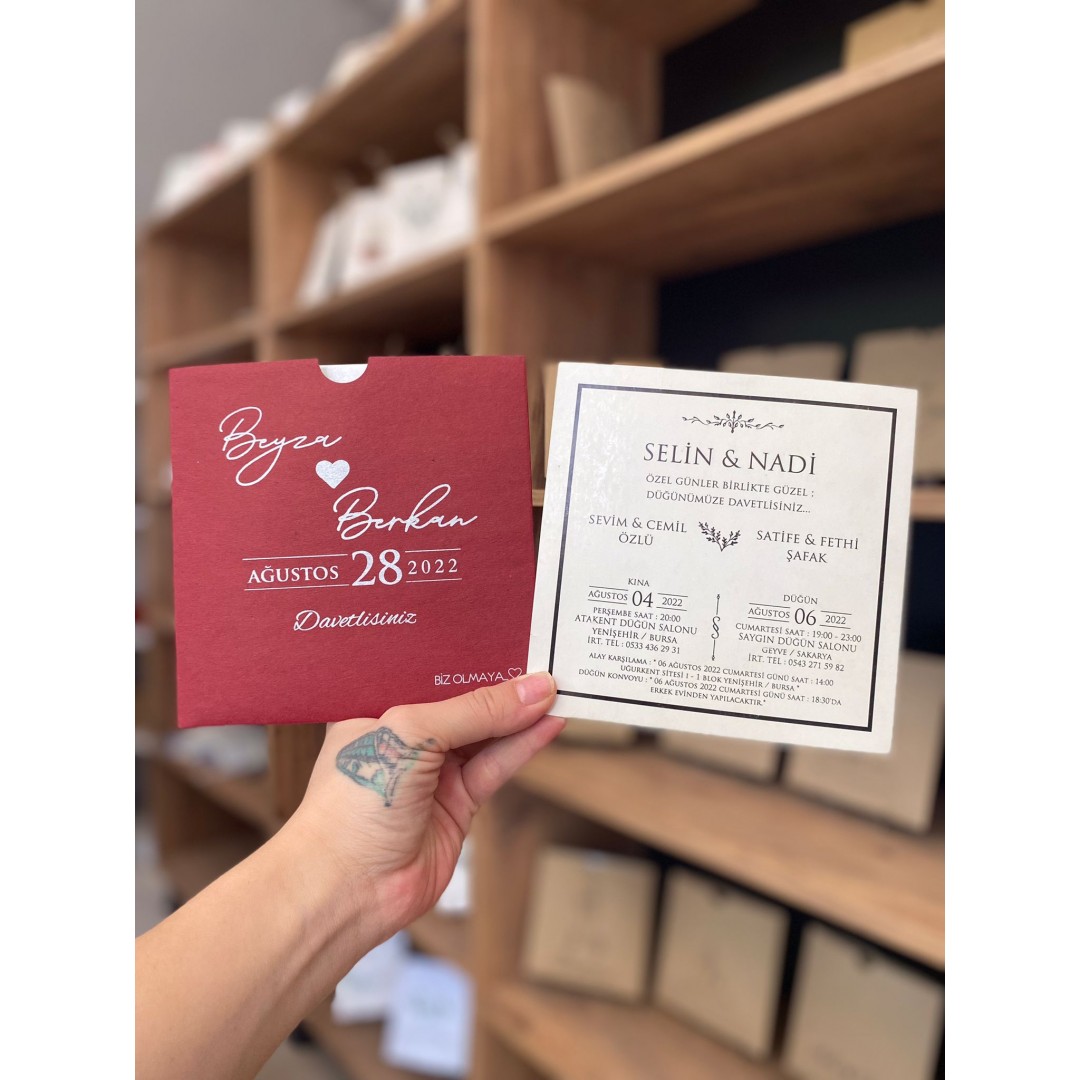 Beyza
Berkan
AĞUSTOS 28 2022
Davetlisiniz
BİZ OLMAYA
SELİN & NADİ
ÖZEL GÜNLER BİRLİKTE GÜZEL ;
DÜĞÜNÜMÜZE DAVETLİSİNİZ...
SEVİM & CEMİL
ÖZLÜ
SATİFE & FETHİ
ŞAFAK
KINA
AĞUSTOS 04 2022
PERŞEMBE SAAT : 20:00
ATAKENT DÜĞÜN SALONU
YENİŞEHİR / BURSA
İRT. TEL : 0533 436 29 31
DÜĞÜN
AĞUSTOS 06 2022
CUMARTESİ SAAT : 19:00 - 23:00
SAYGIN DÜĞÜN SALONU
GEYVE / SAKARYA
İRT. TEL : 0543 271 59 82
ALAY KARŞILAMA : * 06 AĞUSTOS 2022 CUMARTESİ GÜNÜ SAAT : 14:00
UĞURKENT SİTESİ 1 - 1 BLOK YENİŞEHİR / BURSA *
DÜĞÜN KONVOYU : * 06 AĞUSTOS 2022 CUMARTESİ GÜNÜ SAAT : 18:30'DA
ERKEK EVİNDEN YAPILACAKTIR.*